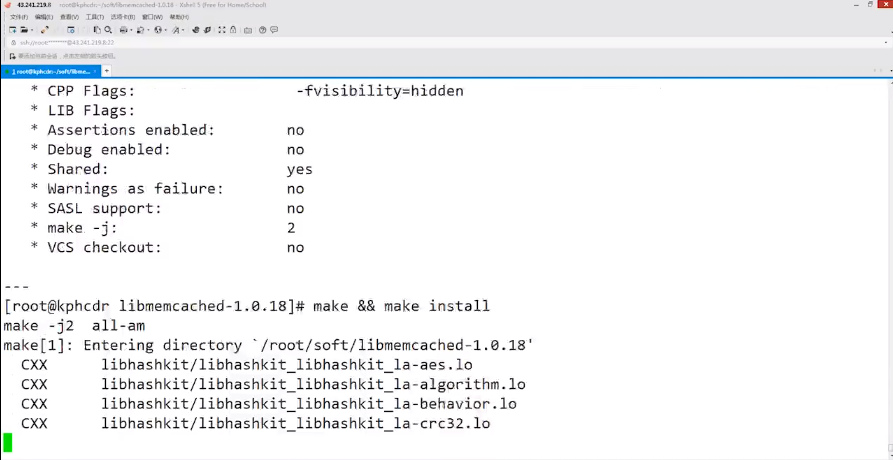 43.241.219.8 root@kphcdr:~/soft/libmemcached-1.0.18 - Xshell 5 (Free for Home/School)
文件(F) 编辑(E) 查看(V) 工具(T) 选项卡(B) 窗口(W) 帮助(H)
ssh://root:********@43.241.219.8:22
1 root@kphcdr:~/soft/libme... × +
* CPP Flags: -fvisibility=hidden
* LIB Flags:
* Assertions enabled: no
* Debug enabled: no
* Shared: yes
* Warnings as failure: no
* SASL support: no
* make -j: 2
* VCS checkout: no
---
[root@kphcdr libmemcached-1.0.18]# make && make install
make -j2 all-am
make[1]: Entering directory `/root/soft/libmemcached-1.0.18'
CXX libhashkit/libhashkit_libhashkit_la-aes.lo
CXX libhashkit/libhashkit_libhashkit_la-algorithm.lo
CXX libhashkit/libhashkit_libhashkit_la-behavior.lo
CXX libhashkit/libhashkit_libhashkit_la-crc32.lo